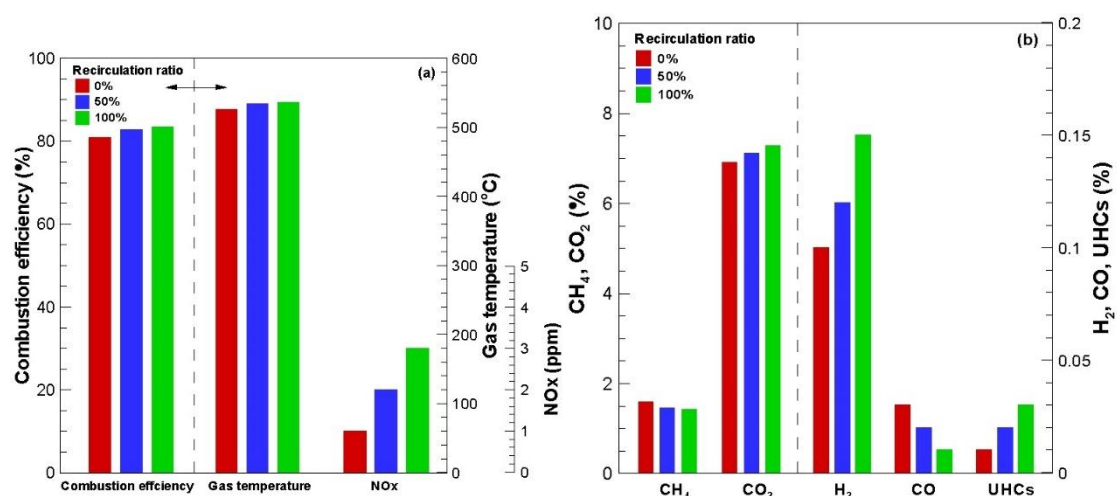 (a)
Recirculation ratio
0%
50%
100%
Combustion efficiency (%)
100
80
60
40
20
0
Combustion effciency
Gas temperature
NOx
600
500
400
300
200
100
0
Gas temperature (°C)
5
4
3
2
1
0
NOx (ppm)
(b)
Recirculation ratio
0%
50%
100%
CH₄, CO₂ (%)
10
8
6
4
2
0
CH₄
CO₂
H₂
CO
UHCs
0.2
0.15
0.1
0.05
0
H₂, CO, UHCs (%)